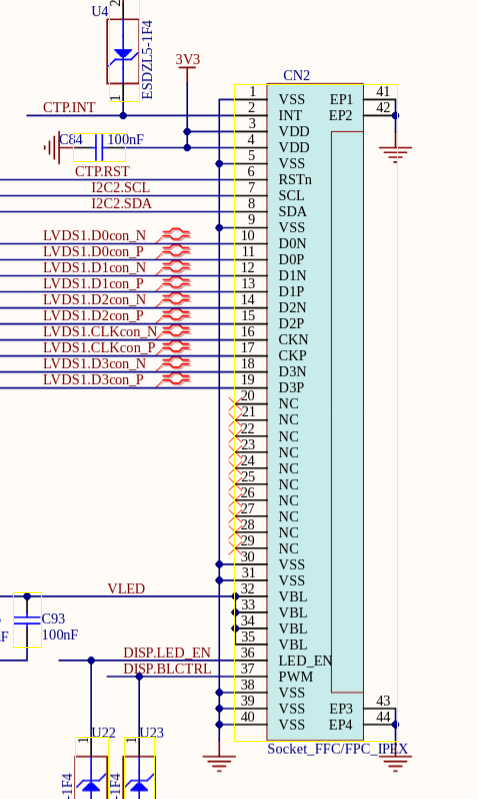 U4
2
ESDZL5-1F4
1
3V3
CN2
CTP.INT
C84 100nF
CTP.RST
I2C2.SCL
I2C2.SDA
LVDS1.D0con_N
LVDS1.D0con_P
LVDS1.D1con_N
LVDS1.D1con_P
LVDS1.D2con_N
LVDS1.D2con_P
LVDS1.CLKcon_N
LVDS1.CLKcon_P
LVDS1.D3con_N
LVDS1.D3con_P
1 VSS EP1 41
2 INT EP2 42
3 VDD
4 VDD
5 VSS
6 RSTn
7 SCL
8 SDA
9 VSS
10 D0N
11 D0P
12 D1N
13 D1P
14 D2N
15 D2P
16 CKN
17 CKP
18 D3N
19 D3P
20 NC
21 NC
22 NC
23 NC
24 NC
25 NC
26 NC
27 NC
28 NC
29 NC
30 VSS
31 VSS
32 VBL
33 VBL
34 VBL
35 VBL
36 LED_EN
37 PWM
38 VSS
39 VSS EP3 43
40 VSS EP4 44
Socket_FFC/FPC_IPEX
VLED
C93
100nF
F
DISP.LED_EN
DISP.BLCTRL
U22
U23
1
1
-1F4
-1F4